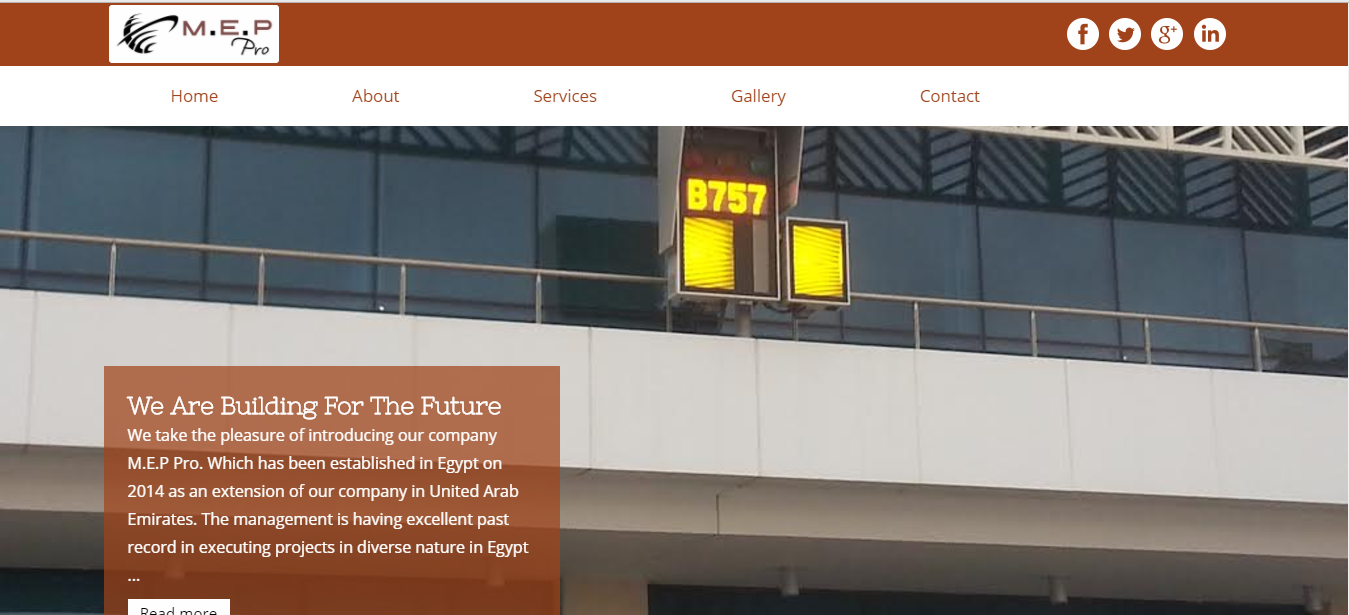 M.E.P
Pro
f g+ in
Home About Services Gallery Contact
B757
We Are Building For The Future
We take the pleasure of introducing our company
M.E.P Pro. Which has been established in Egypt on
2014 as an extension of our company in United Arab
Emirates. The management is having excellent past
record in executing projects in diverse nature in Egypt
...
Read more